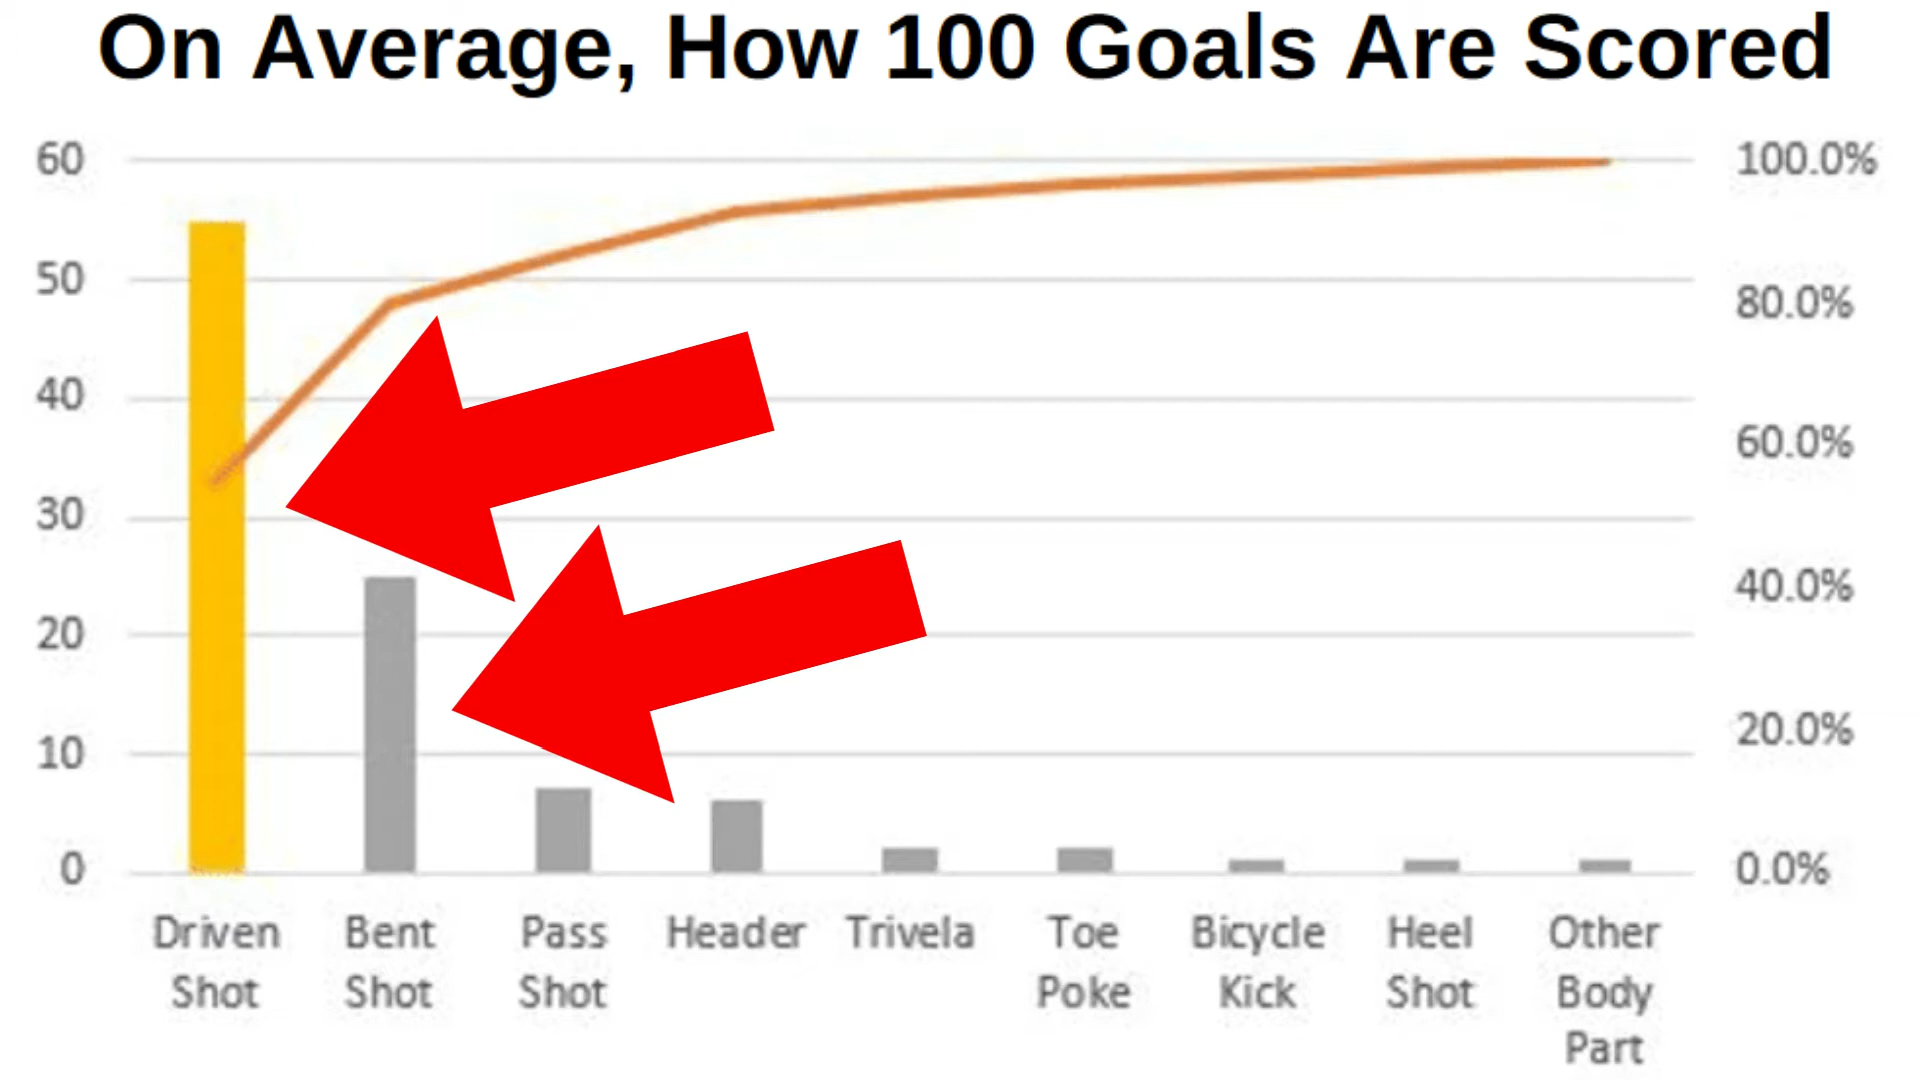 On Average, How 100 Goals Are Scored
60
50
40
30
20
10
0
100.0%
80.0%
60.0%
40.0%
20.0%
0.0%
Driven
Shot
Bent
Shot
Pass
Shot
Header
Trivela
Toe
Poke
Bicycle
Kick
Heel
Shot
Other
Body
Part